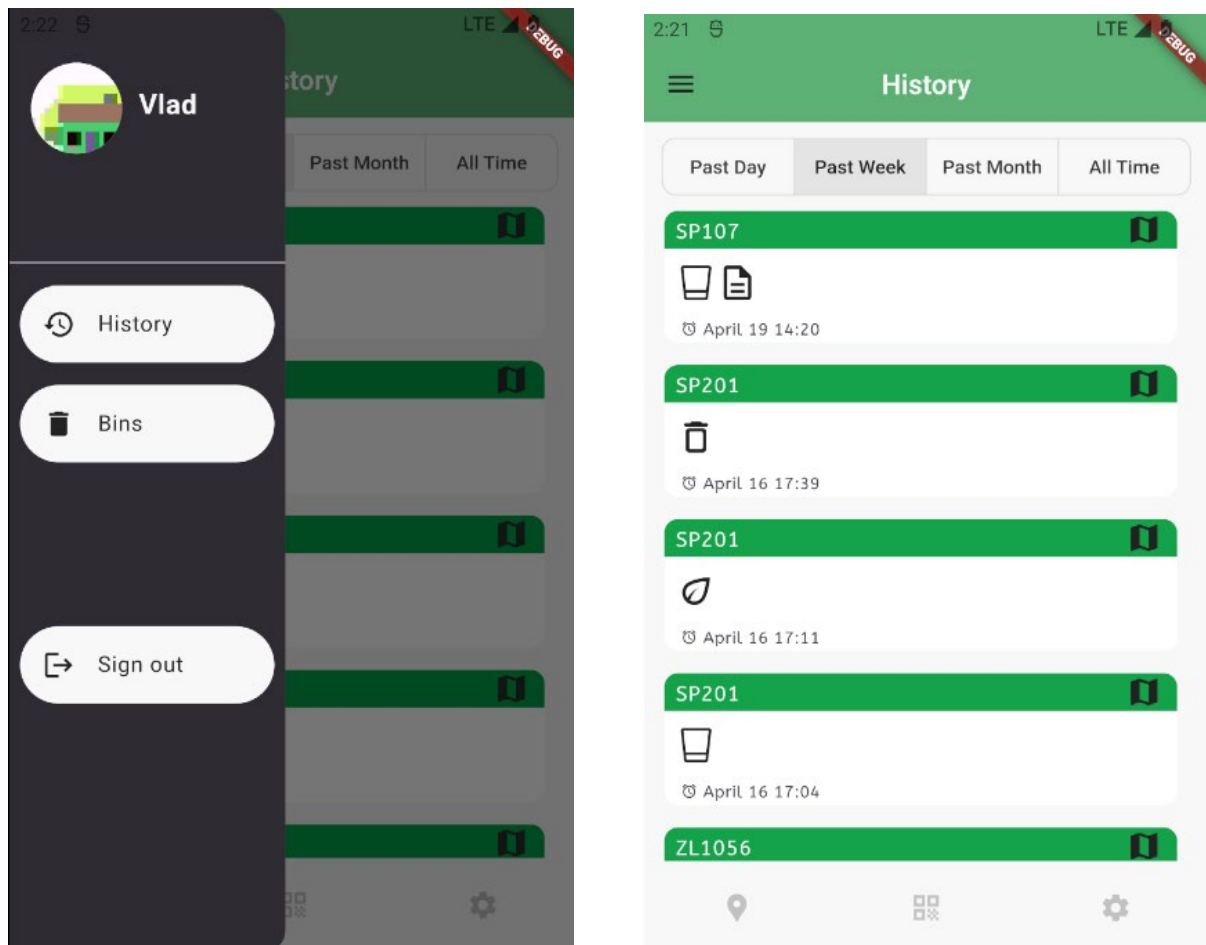 2:22
LTE
DEBUG
tory
Vlad
Past Month
All Time
History
Bins
Sign out
2:21
LTE
DEBUG
History
Past Day
Past Week
Past Month
All Time
SP107
April 19 14:20
SP201
April 16 17:39
SP201
April 16 17:11
SP201
April 16 17:04
ZL1056